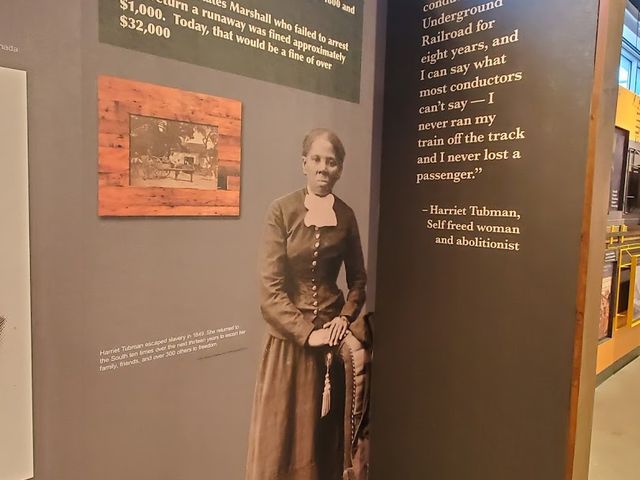 nada
ates Marshall who failed to arrest
eturn a runaway was fined approximately
$1,000. Today, that would be a fine of over
$32,000
Harriet Tubman escaped slavery in 1849. She returned to
the South ten times over the next thirteen years to escort her
family, friends, and over 300 others to freedom.
Underground
Railroad for
eight years, and
I can say what
most conductors
can't say — I
never ran my
train off the track
and I never lost a
passenger.”
– Harriet Tubman,
Self freed woman
and abolitionist